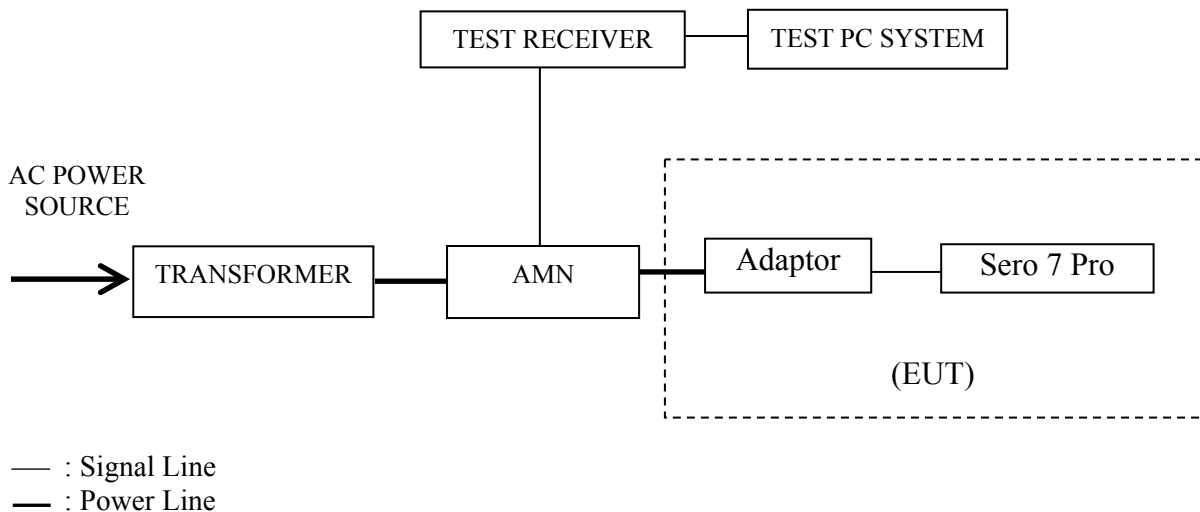 TEST RECEIVER
TEST PC SYSTEM
AC POWER
SOURCE
TRANSFORMER
AMN
Adaptor
Sero 7 Pro
(EUT)
: Signal Line
: Power Line